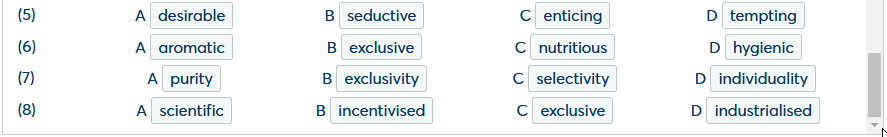 (5) A desirable B seductive C enticing D tempting
(6) A aromatic B exclusive C nutritious D hygienic
(7) A purity B exclusivity C selectivity D individuality
(8) A scientific B incentivised C exclusive D industrialised